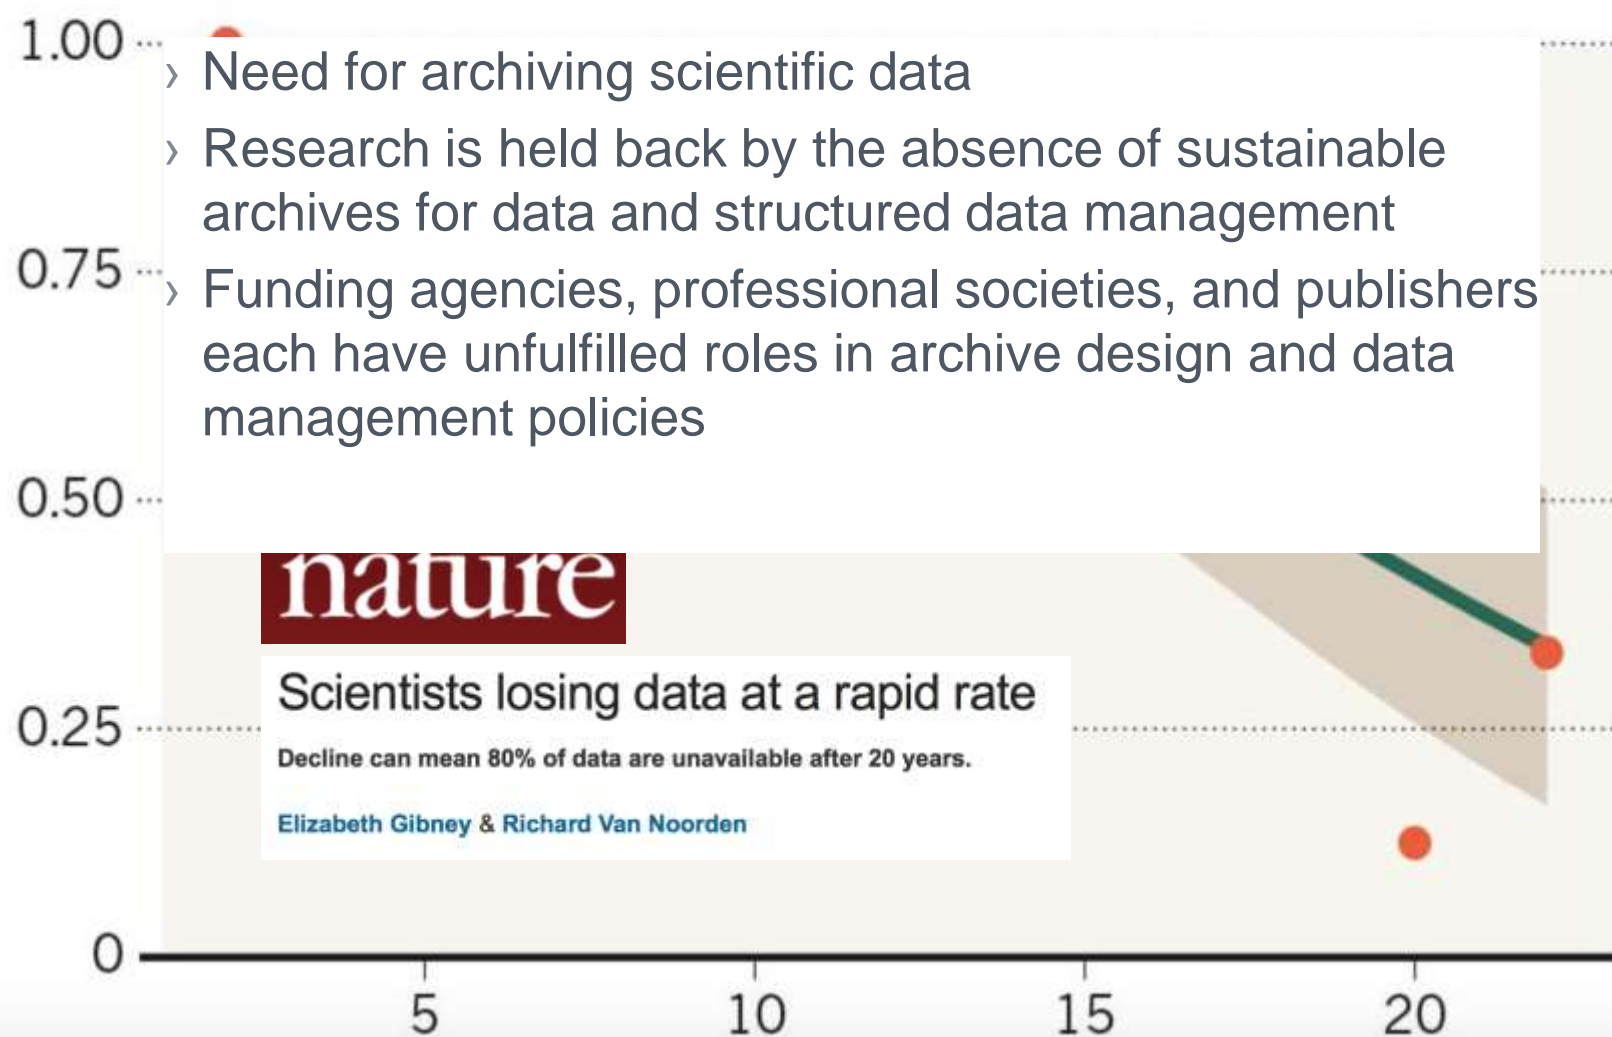 1.00
› Need for archiving scientific data
› Research is held back by the absence of sustainable
archives for data and structured data management
0.75
› Funding agencies, professional societies, and publishers
each have unfulfilled roles in archive design and data
management policies
0.50
nature
Scientists losing data at a rapid rate
0.25
Decline can mean 80% of data are unavailable after 20 years.
Elizabeth Gibney & Richard Van Noorden
0
5 10 15 20